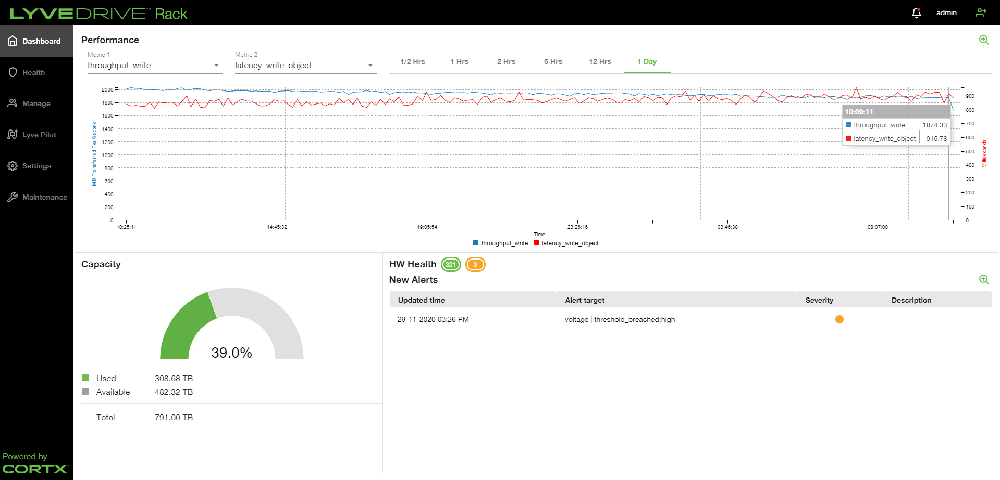 LYVE DRIVE™ Rack
admin
Dashboard
Health
Manage
Lyve Pilot
Settings
Maintenance
Powered by
CORTX™
Performance
Metric 1
throughput_write
Metric 2
latency_write_object
1/2 Hrs
1 Hrs
2 Hrs
6 Hrs
12 Hrs
1 Day
MB Transferred Per Second
2000
1800
1600
1400
1200
1000
800
600
400
200
0
900
800
700
600
500
400
300
200
100
0
Milliseconds
10:09:11
throughput_write 1874.33
latency_write_object 915.78
10:25:11 14:45:32 19:05:54 23:26:16 03:46:38 08:07:00
Time
throughput_write latency_write_object
Capacity
39.0%
Used 308.68 TB
Available 482.32 TB
Total 791.00 TB
HW Health 321 3
New Alerts
Updated time Alert target Severity Description
29-11-2020 03:26 PM voltage | threshold_breached:high --